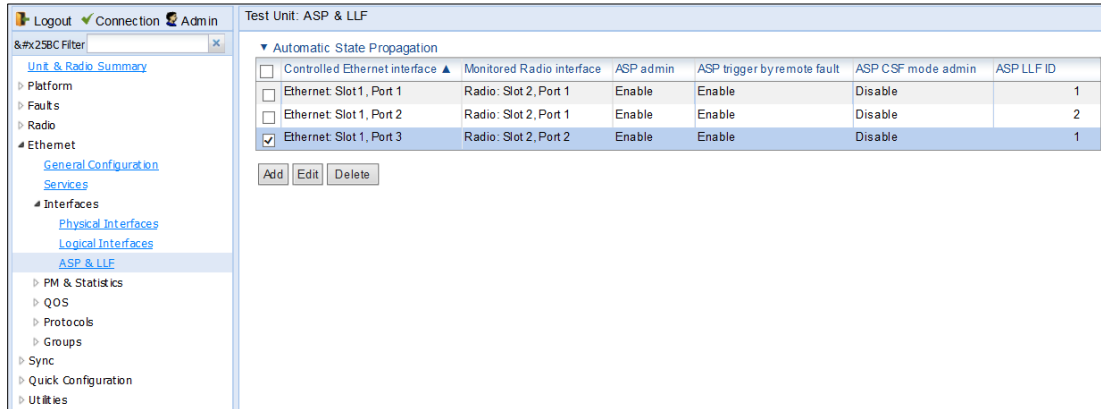 Logout Connection Admin
&#x25BC Filter
Unit & Radio Summary
Platform
Faults
Radio
Ethernet
General Configuration
Services
Interfaces
Physical Interfaces
Logical Interfaces
ASP & LLF
PM & Statistics
QOS
Protocols
Groups
Sync
Quick Configuration
Utilities
Test Unit: ASP & LLF
▼ Automatic State Propagation
Controlled Ethernet interface ▲ Monitored Radio interface ASP admin ASP trigger by remote fault ASP CSF mode admin ASP LLF ID
Ethernet: Slot 1, Port 1 Radio: Slot 2, Port 1 Enable Enable Disable 1
Ethernet: Slot 1, Port 2 Radio: Slot 2, Port 1 Enable Enable Disable 2
Ethernet: Slot 1, Port 3 Radio: Slot 2, Port 2 Enable Enable Disable 1
Add Edit Delete